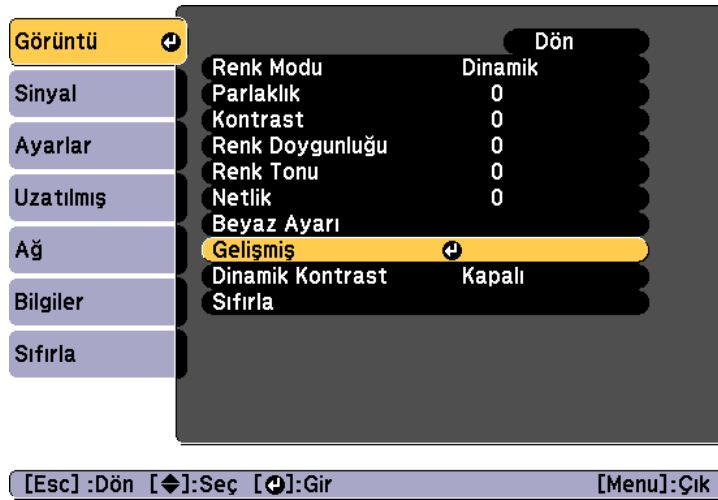 Görüntü
Sinyal
Ayarlar
Uzatılmış
Ağ
Bilgiler
Sıfırla
Dön
Renk Modu Dinamik
Parlaklık 0
Kontrast 0
Renk Doygunluğu 0
Renk Tonu 0
Netlik 0
Beyaz Ayarı
Gelişmiş
Dinamik Kontrast Kapalı
Sıfırla
[Esc] :Dön [◆]:Seç [⏎]:Gir [Menu]:Çık